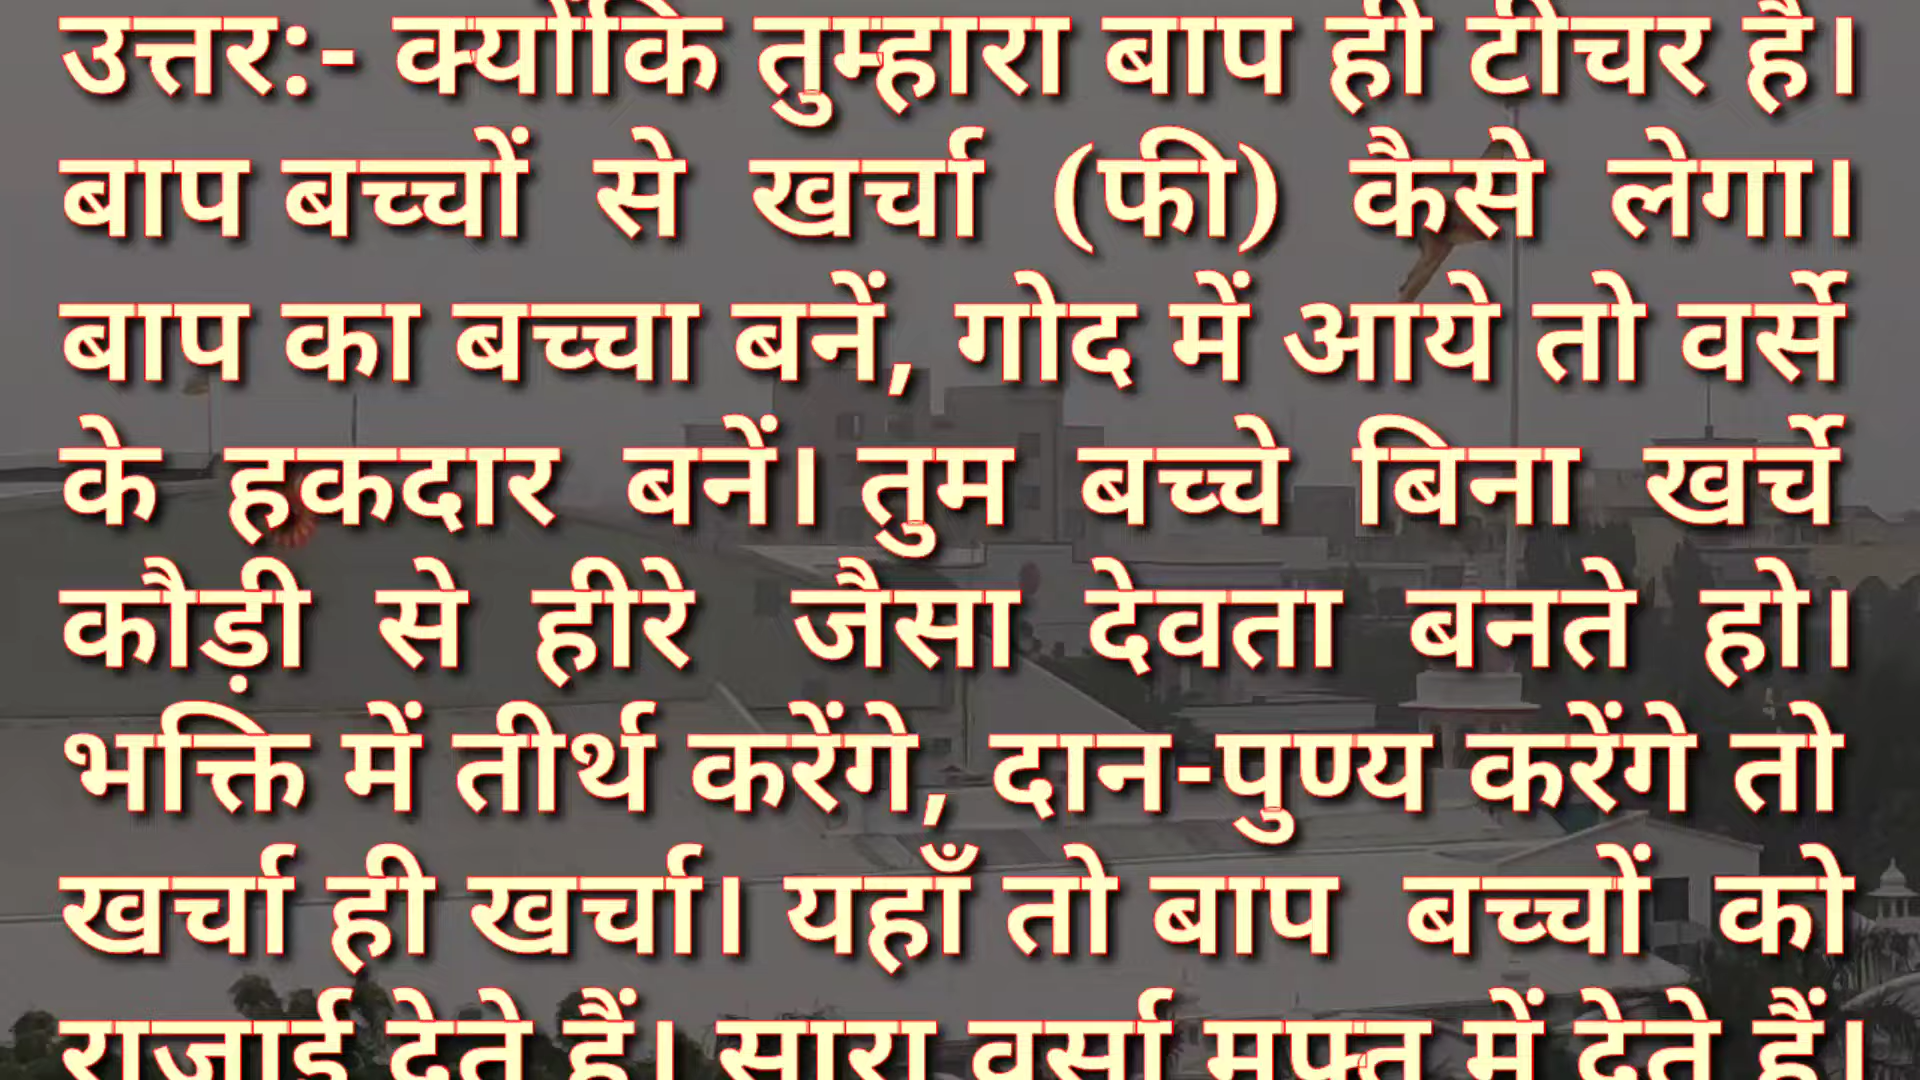 उत्तर:- क्योंकि तुम्हारा बाप ही टीचर है।
बाप बच्चों से खर्चा (फी) कैसे लेगा।
बाप का बच्चा बनें, गोद में आये तो वर्से
के हकदार बनें। तुम बच्चे बिना खर्चे
कौड़ी से हीरे जैसा देवता बनते हो।
भक्ति में तीर्थ करेंगे, दान-पुण्य करेंगे तो
खर्चा ही खर्चा। यहाँ तो बाप बच्चों को
राजाई देते हैं। सारा वर्सा मुफ्त में देते हैं।